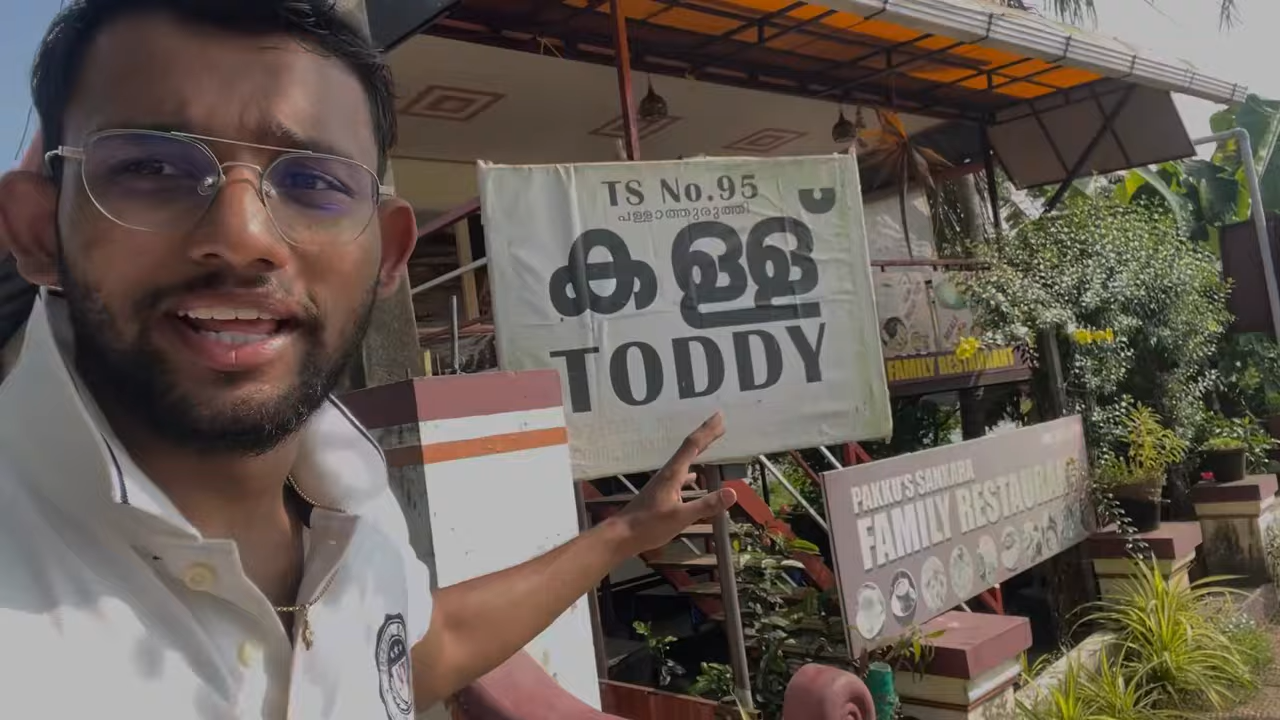 TS No.95
പള്ളാത്തുരുത്തി
കള്ള്
TODDY
FAMILY RESTAURANT
PAKKU'S SANKARA
FAMILY RESTAURANT